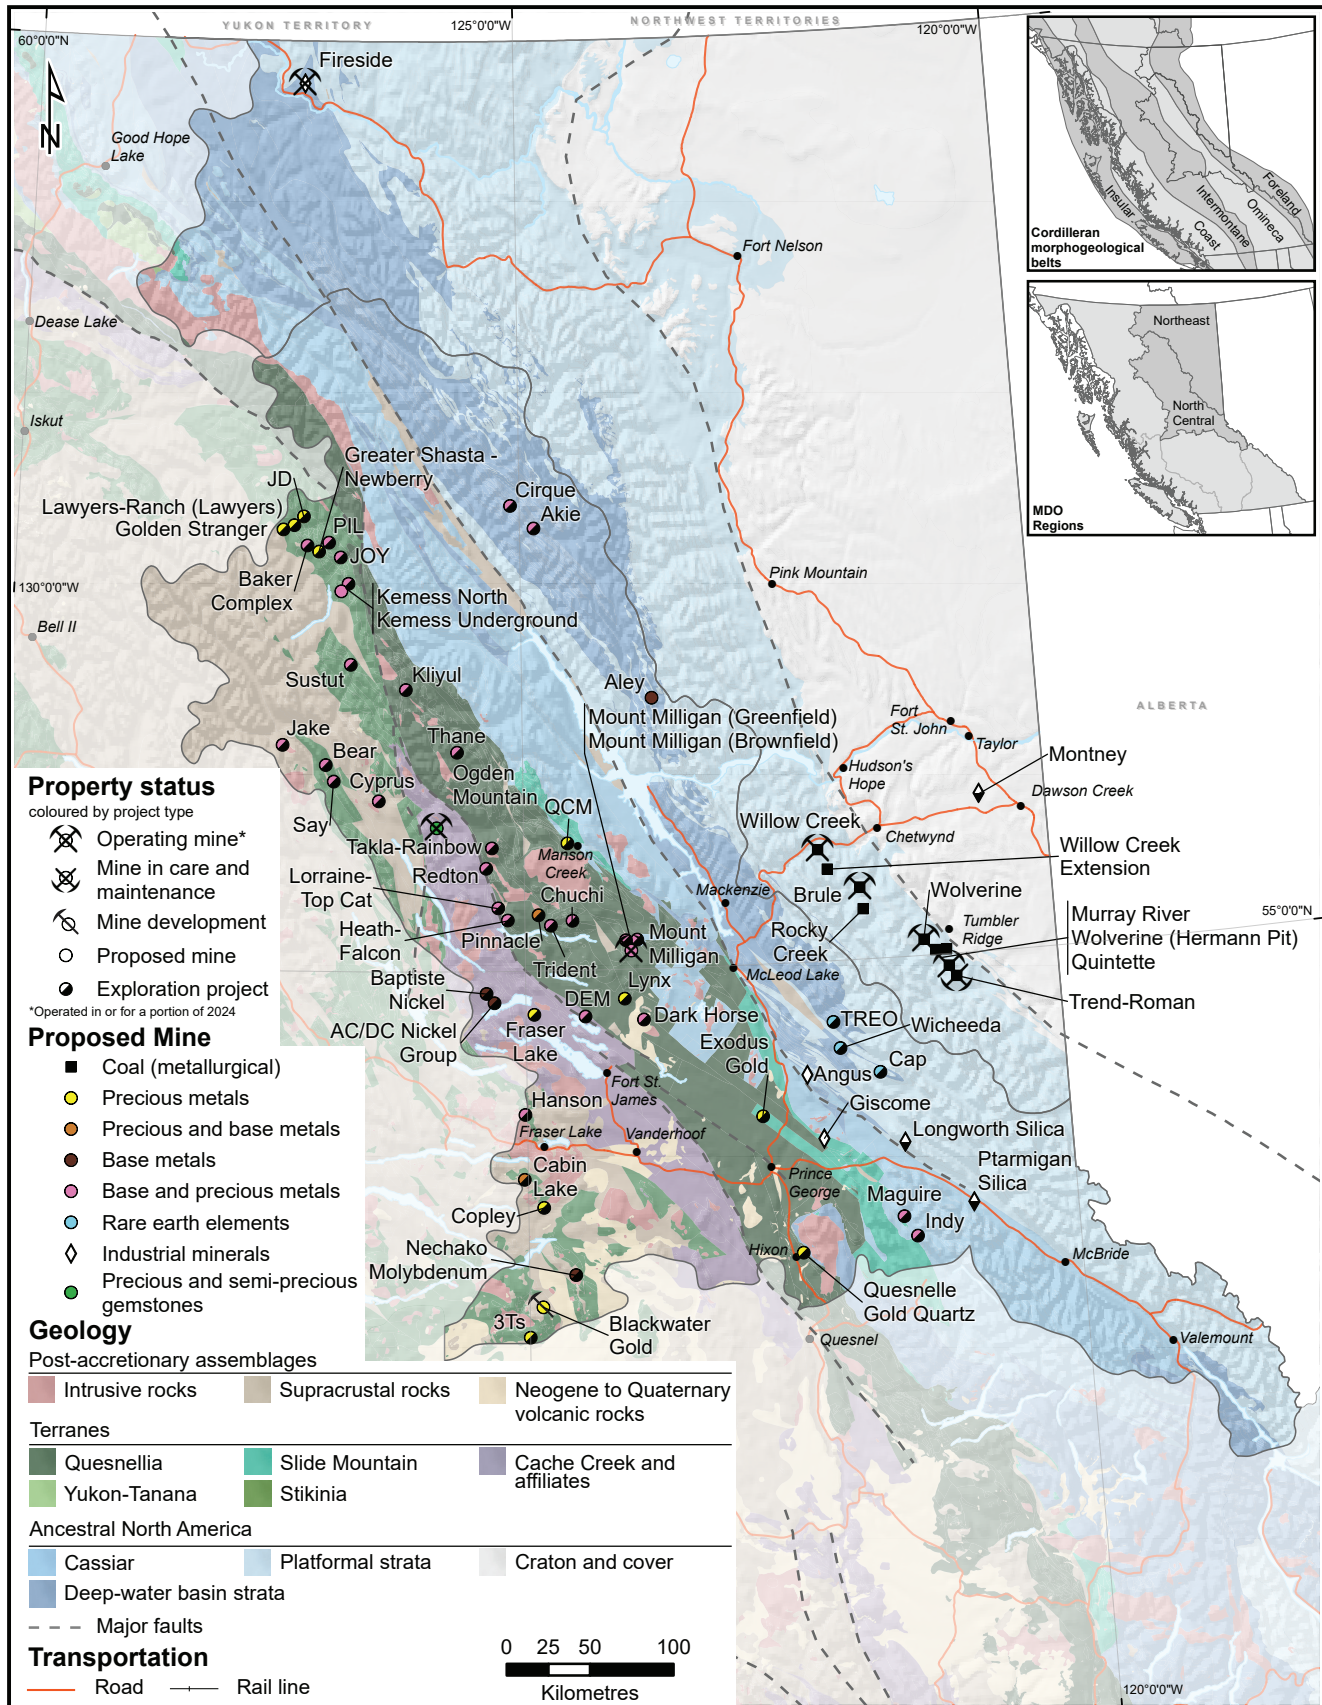 YUKON TERRITORY
NORTHWEST TERRITORIES
60°0'0"N
125°0'0"W
120°0'0"W
N
Fireside
Good Hope
Lake
Fort Nelson
Dease Lake
Iskut
Foreland
Omineca
Intermontane
Coast
Insular
Cordilleran
morphogeological
belts
Northeast
North
Central
MDO
Regions
Greater Shasta -
Newberry
JD
Lawyers-Ranch (Lawyers)
Golden Stranger
PIL
JOY
Cirque
Akie
Baker
Complex
Kemess North
Kemess Underground
130°0'0"W
Bell II
Pink Mountain
Sustut
Kliyul
Aley
Mount Milligan (Greenfield)
Mount Milligan (Brownfield)
ALBERTA
Fort
St. John
Taylor
Montney
Hudson's
Hope
Dawson Creek
Jake
Bear
Thane
Ogden
Mountain
Cyprus
Say
QCM
Manson
Creek
Takla-Rainbow
Redton
Lorraine-
Top Cat
Chuchi
Heath-
Falcon
Pinnacle
Trident
Willow Creek
Chetwynd
Willow Creek
Extension
Brule
Wolverine
Mackenzie
Rocky
Creek
Tumbler
Ridge
55°0'0"N
Murray River
Wolverine (Hermann Pit)
Quintette
Trend-Roman
Mount
Milligan
McLeod Lake
Baptiste
Nickel
Lynx
DEM
Dark Horse
AC/DC Nickel
Group
Fraser
Lake
Exodus
Gold
TREO
Wicheeda
Cap
Angus
Fort St.
James
Giscome
Hanson
Fraser Lake
Vanderhoof
Longworth Silica
Ptarmigan
Silica
Cabin
Lake
Prince
George
Maguire
Indy
Copley
Nechako
Molybdenum
Hixon
McBride
Quesnelle
Gold Quartz
3Ts
Blackwater
Gold
Quesnel
Valemount
Property status
coloured by project type
Operating mine*
Mine in care and
maintenance
Mine development
Proposed mine
Exploration project
*Operated in or for a portion of 2024
Proposed Mine
Coal (metallurgical)
Precious metals
Precious and base metals
Base metals
Base and precious metals
Rare earth elements
Industrial minerals
Precious and semi-precious
gemstones
Geology
Post-accretionary assemblages
Intrusive rocks
Supracrustal rocks
Neogene to Quaternary
volcanic rocks
Terranes
Quesnellia
Slide Mountain
Cache Creek and
affiliates
Yukon-Tanana
Stikinia
Ancestral North America
Cassiar
Platformal strata
Craton and cover
Deep-water basin strata
Major faults
Transportation
Road
Rail line
0 25 50 100
Kilometres
120°0'0"W